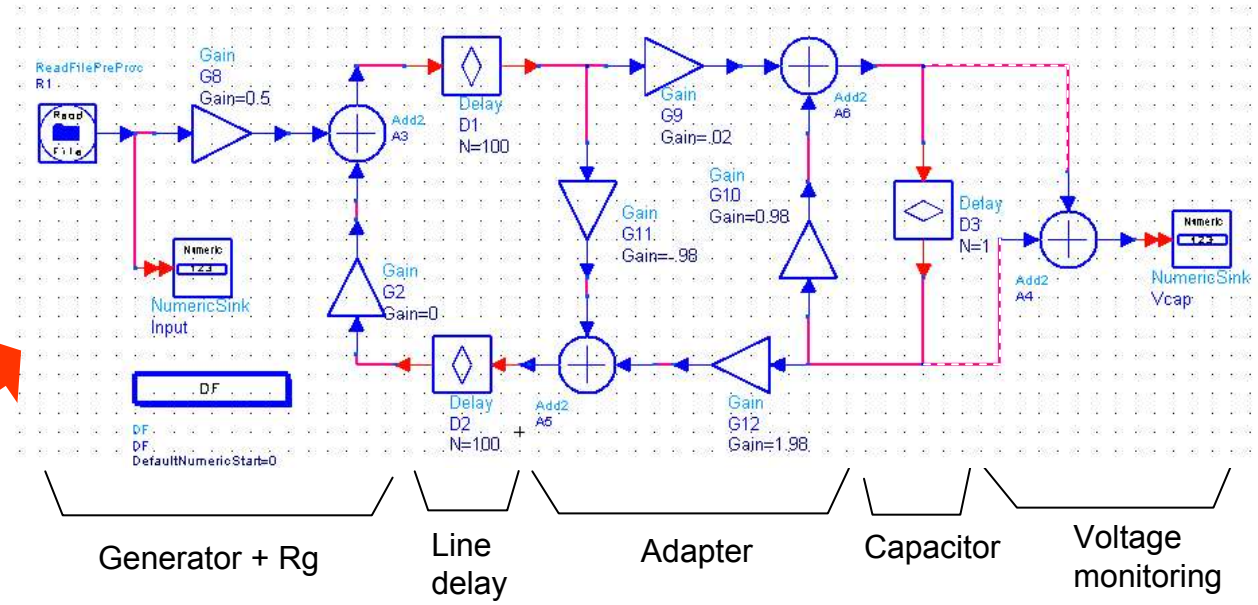 ReadFilePreProc
R1
Read
File
Gain
G8
Gain=0.5
Add2
A3
Delay
D1
N=100
Gain
G9
Gain=.02
Add2
A6
Gain
G11
Gain=-.98
Gain
G10
Gain=0.98
Delay
D3
N=1
Numeric
123
NumericSink
Input
Gain
G2
Gain=0
Add2
A4
Numeric
123
NumericSink
Vcap
DF
DF
DF
DefaultNumericStart=0
Delay
D2
N=100
Add2
A5
Gain
G12
Gain=1.98
Generator + Rg
Line
delay
Adapter
Capacitor
Voltage
monitoring